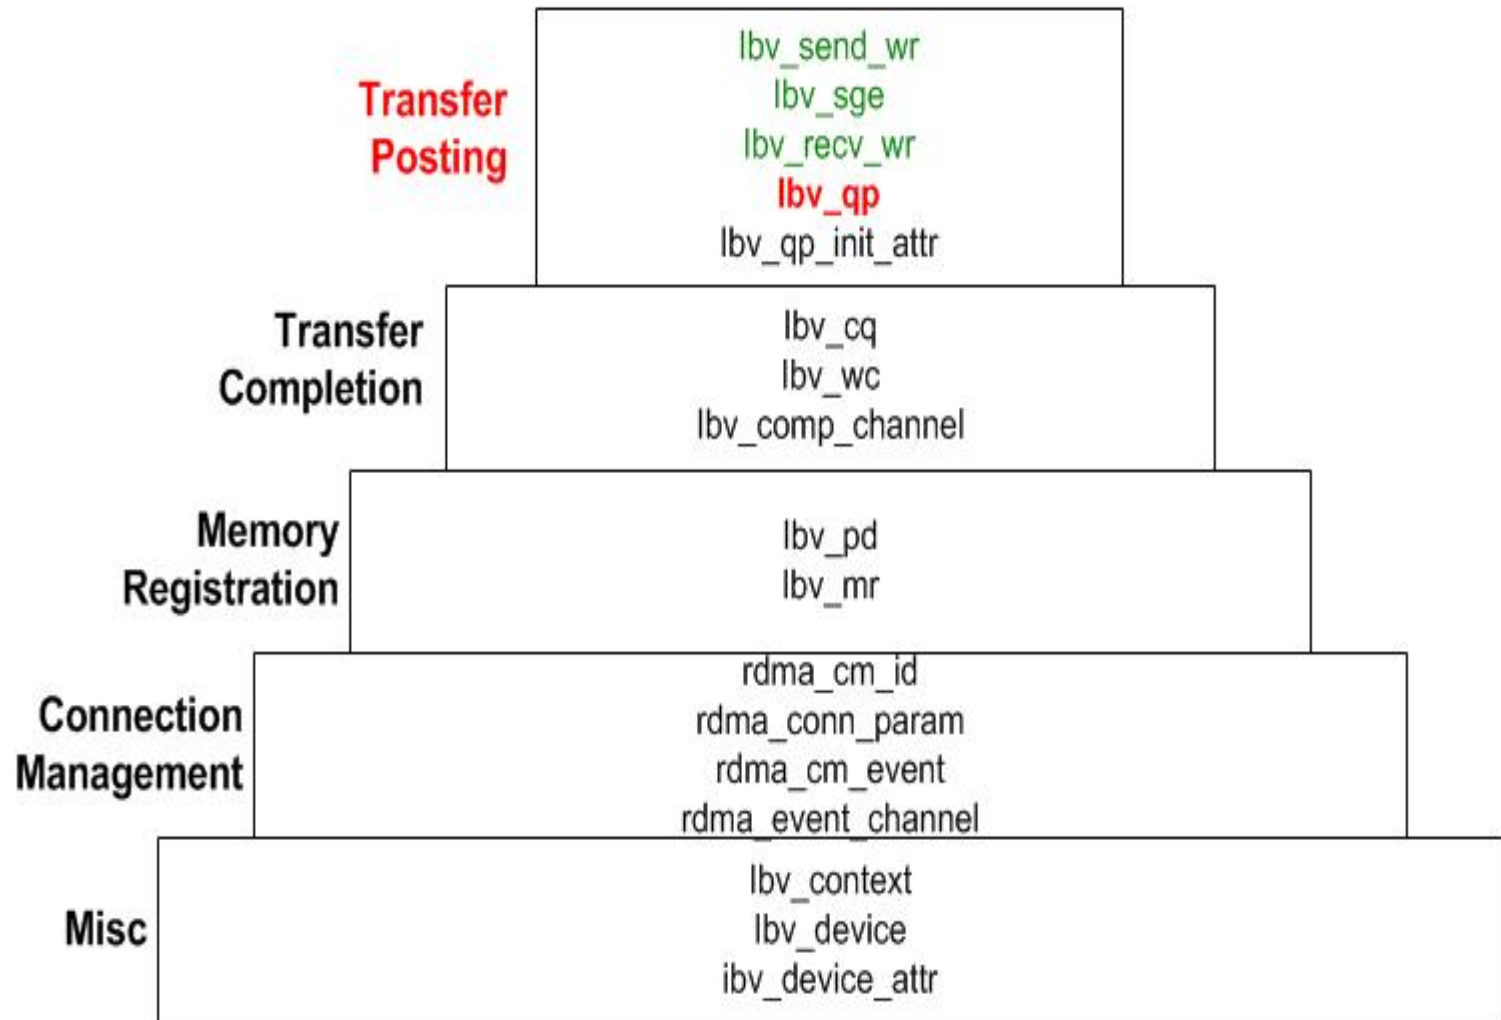 Transfer
Posting
Ibv_send_wr
Ibv_sge
Ibv_recv_wr
Ibv_qp
Ibv_qp_init_attr
Transfer
Completion
Ibv_cq
Ibv_wc
Ibv_comp_channel
Memory
Registration
Ibv_pd
Ibv_mr
Connection
Management
rdma_cm_id
rdma_conn_param
rdma_cm_event
rdma_event_channel
Misc
Ibv_context
Ibv_device
ibv_device_attr